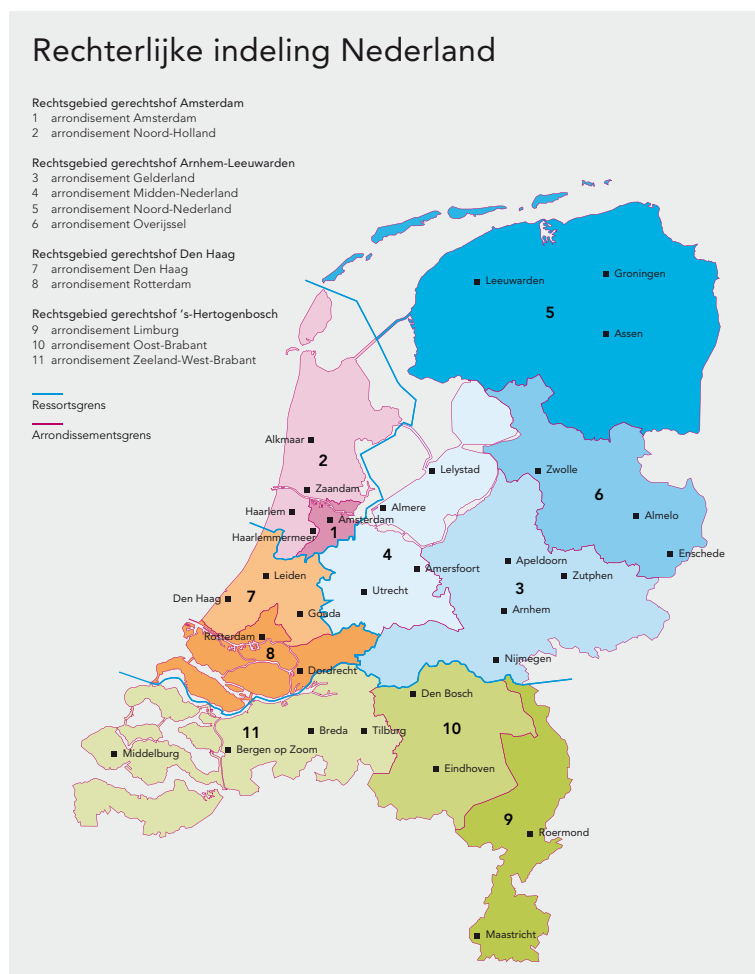 Rechterlijke indeling Nederland
Rechtsgebied gerechtshof Amsterdam
1 arrondisement Amsterdam
2 arrondisement Noord-Holland
Rechtsgebied gerechtshof Arnhem-Leeuwarden
3 arrondisement Gelderland
4 arrondisement Midden-Nederland
5 arrondisement Noord-Nederland
6 arrondisement Overijssel
Rechtsgebied gerechtshof Den Haag
7 arrondisement Den Haag
8 arrondisement Rotterdam
Rechtsgebied gerechtshof ‘s-Hertogenbosch
9 arrondisement Limburg
10 arrondisement Oost-Brabant
11 arrondisement Zeeland-West-Brabant
Ressortsgrens
Arrondissementsgrens
Leeuwarden
Groningen
5
Assen
Alkmaar
2
Lelystad
Zwolle
Zaandam
6
Haarlem
Almere
Amsterdam
Almelo
Haarlemmermeer
1
4
Enschede
Apeldoorn
Amersfoort
Leiden
Zutphen
3
Utrecht
Den Haag
7
Gouda
Arnhem
Rotterdam
8
Nijmegen
Dordrecht
Den Bosch
11
Breda
Tilburg
10
Bergen op Zoom
Middelburg
Eindhoven
9
Roermond
Maastricht